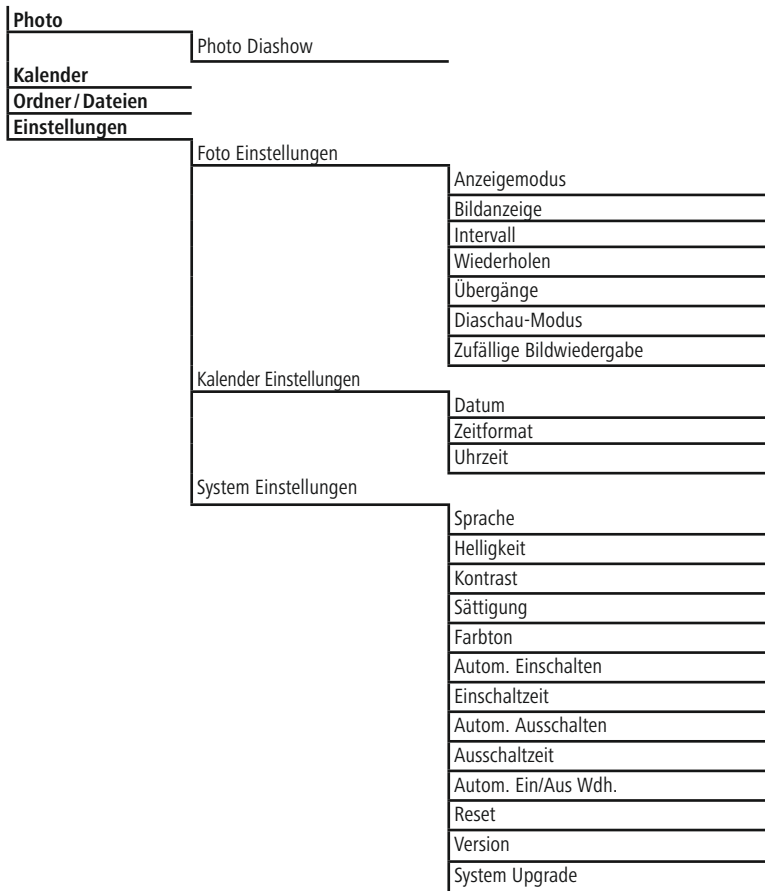 Photo
Photo Diashow
Kalender
Ordner / Dateien
Einstellungen
Foto Einstellungen
Anzeigemodus
Bildanzeige
Intervall
Wiederholen
Übergänge
Diaschau-Modus
Zufällige Bildwiedergabe
Kalender Einstellungen
Datum
Zeitformat
Uhrzeit
System Einstellungen
Sprache
Helligkeit
Kontrast
Sättigung
Farbton
Autom. Einschalten
Einschaltzeit
Autom. Ausschalten
Ausschaltzeit
Autom. Ein/Aus Wdh.
Reset
Version
System Upgrade